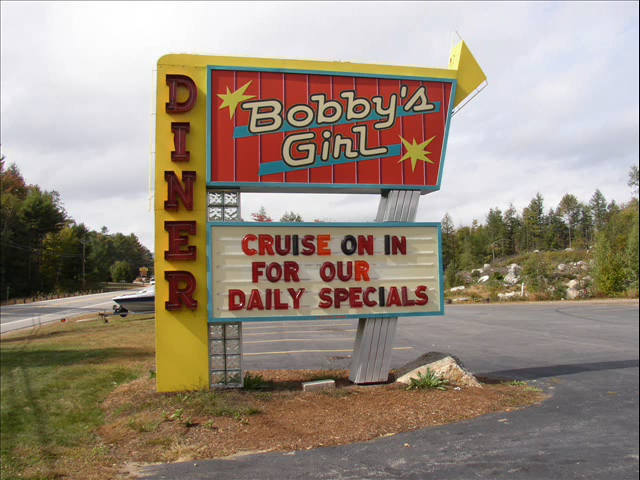 DINER
Bobby's
Girl
CRUISE ON IN
FOR OUR
DAILY SPECIALS